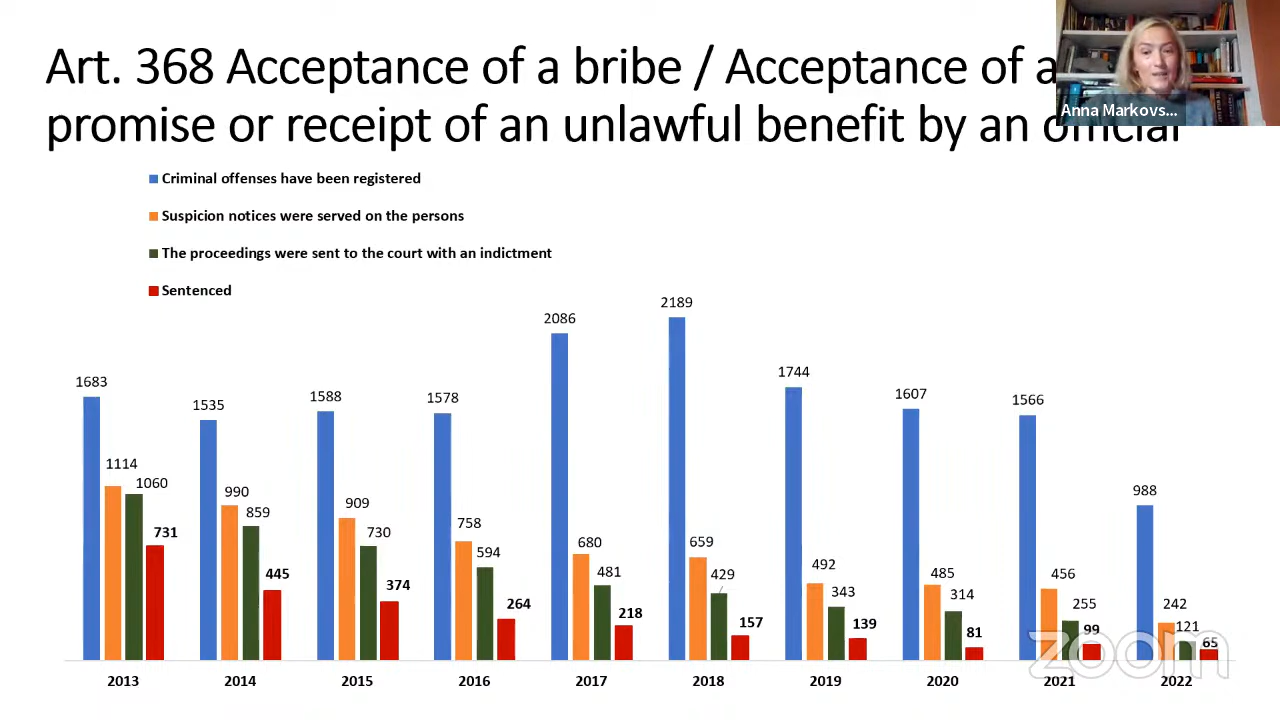 Art. 368 Acceptance of a bribe / Acceptance of a
promise or receipt of an unlawful benefit by an official
Anna Markovs...
Criminal offenses have been registered
Suspicion notices were served on the persons
The proceedings were sent to the court with an indictment
Sentenced
1683 1114 1060 731
1535 990 859 445
1588 909 730 374
1578 758 594 264
2086 680 481 218
2189 659 429 157
1744 492 343 139
1607 485 314 81
1566 456 255 99
988 242 121 65
2013 2014 2015 2016 2017 2018 2019 2020 2021 2022
zoom